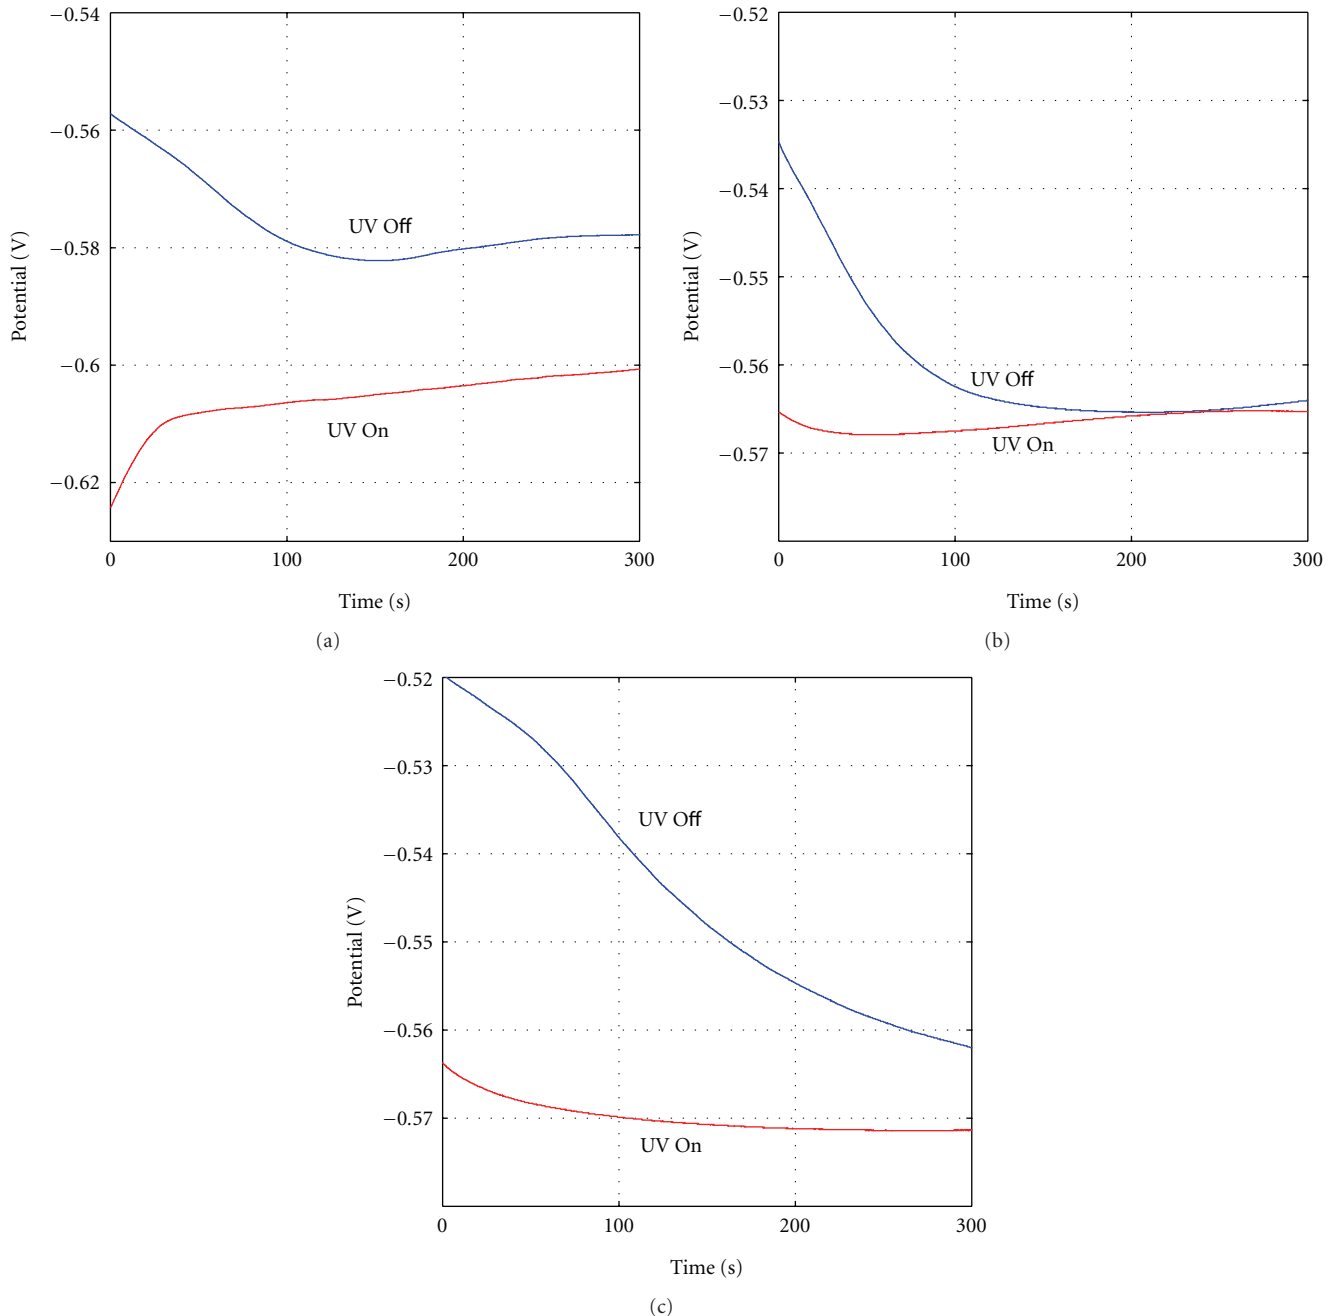 −0.54
−0.56
−0.58
−0.6
−0.62
Potential (V)
UV Off
UV On
0 100 200 300
Time (s)
(a)
−0.52
−0.53
−0.54
−0.55
−0.56
−0.57
Potential (V)
UV Off
UV On
0 100 200 300
Time (s)
(b)
−0.52
−0.53
−0.54
−0.55
−0.56
−0.57
Potential (V)
UV Off
UV On
0 100 200 300
Time (s)
(c)